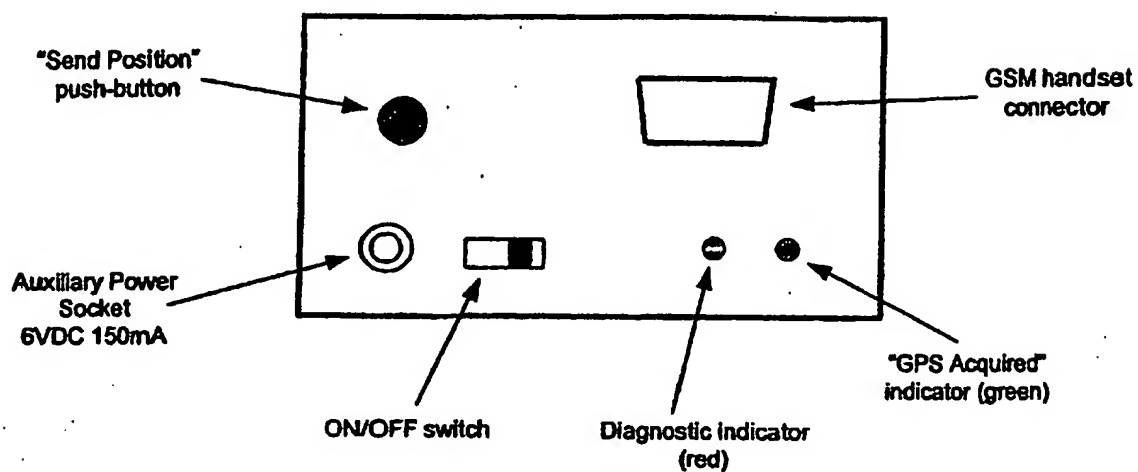 "Send Position"
push-button
GSM handset
connector
Auxiliary Power
Socket
6VDC 150mA
"GPS Acquired"
indicator (green)
ON/OFF switch
Diagnostic indicator
(red)